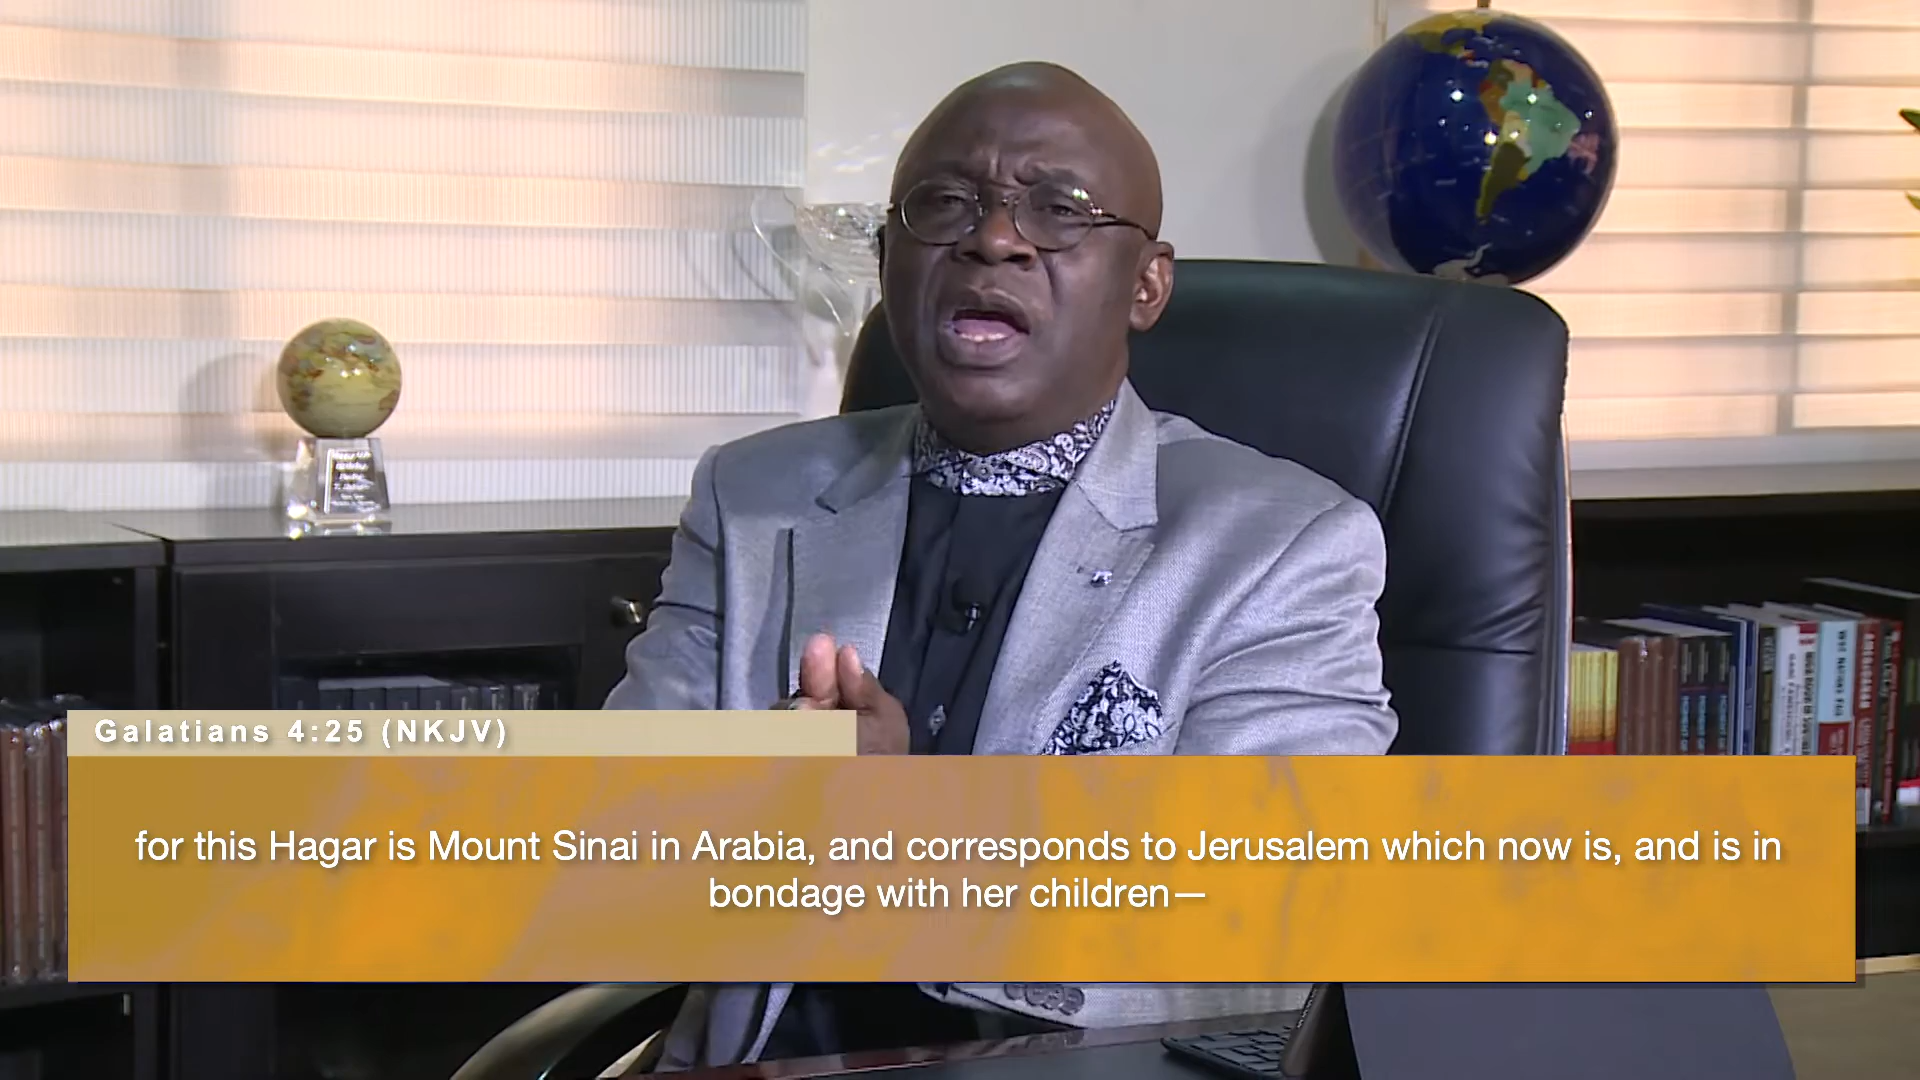 Galatians 4:25 (NKJV)
for this Hagar is Mount Sinai in Arabia, and corresponds to Jerusalem which now is, and is in
bondage with her children—